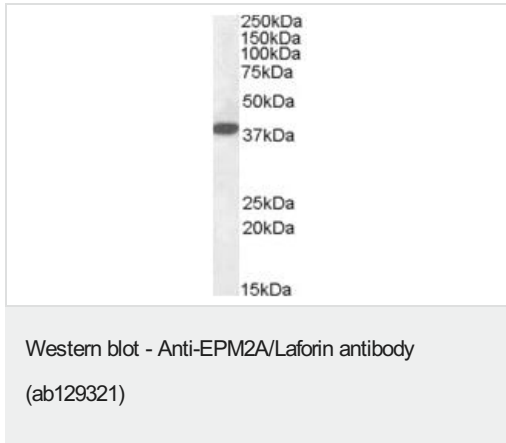 250kDa
150kDa
100kDa
75kDa
50kDa
37kDa
25kDa
20kDa
15kDa
Western blot - Anti-EPM2A/Laforin antibody
(ab129321)